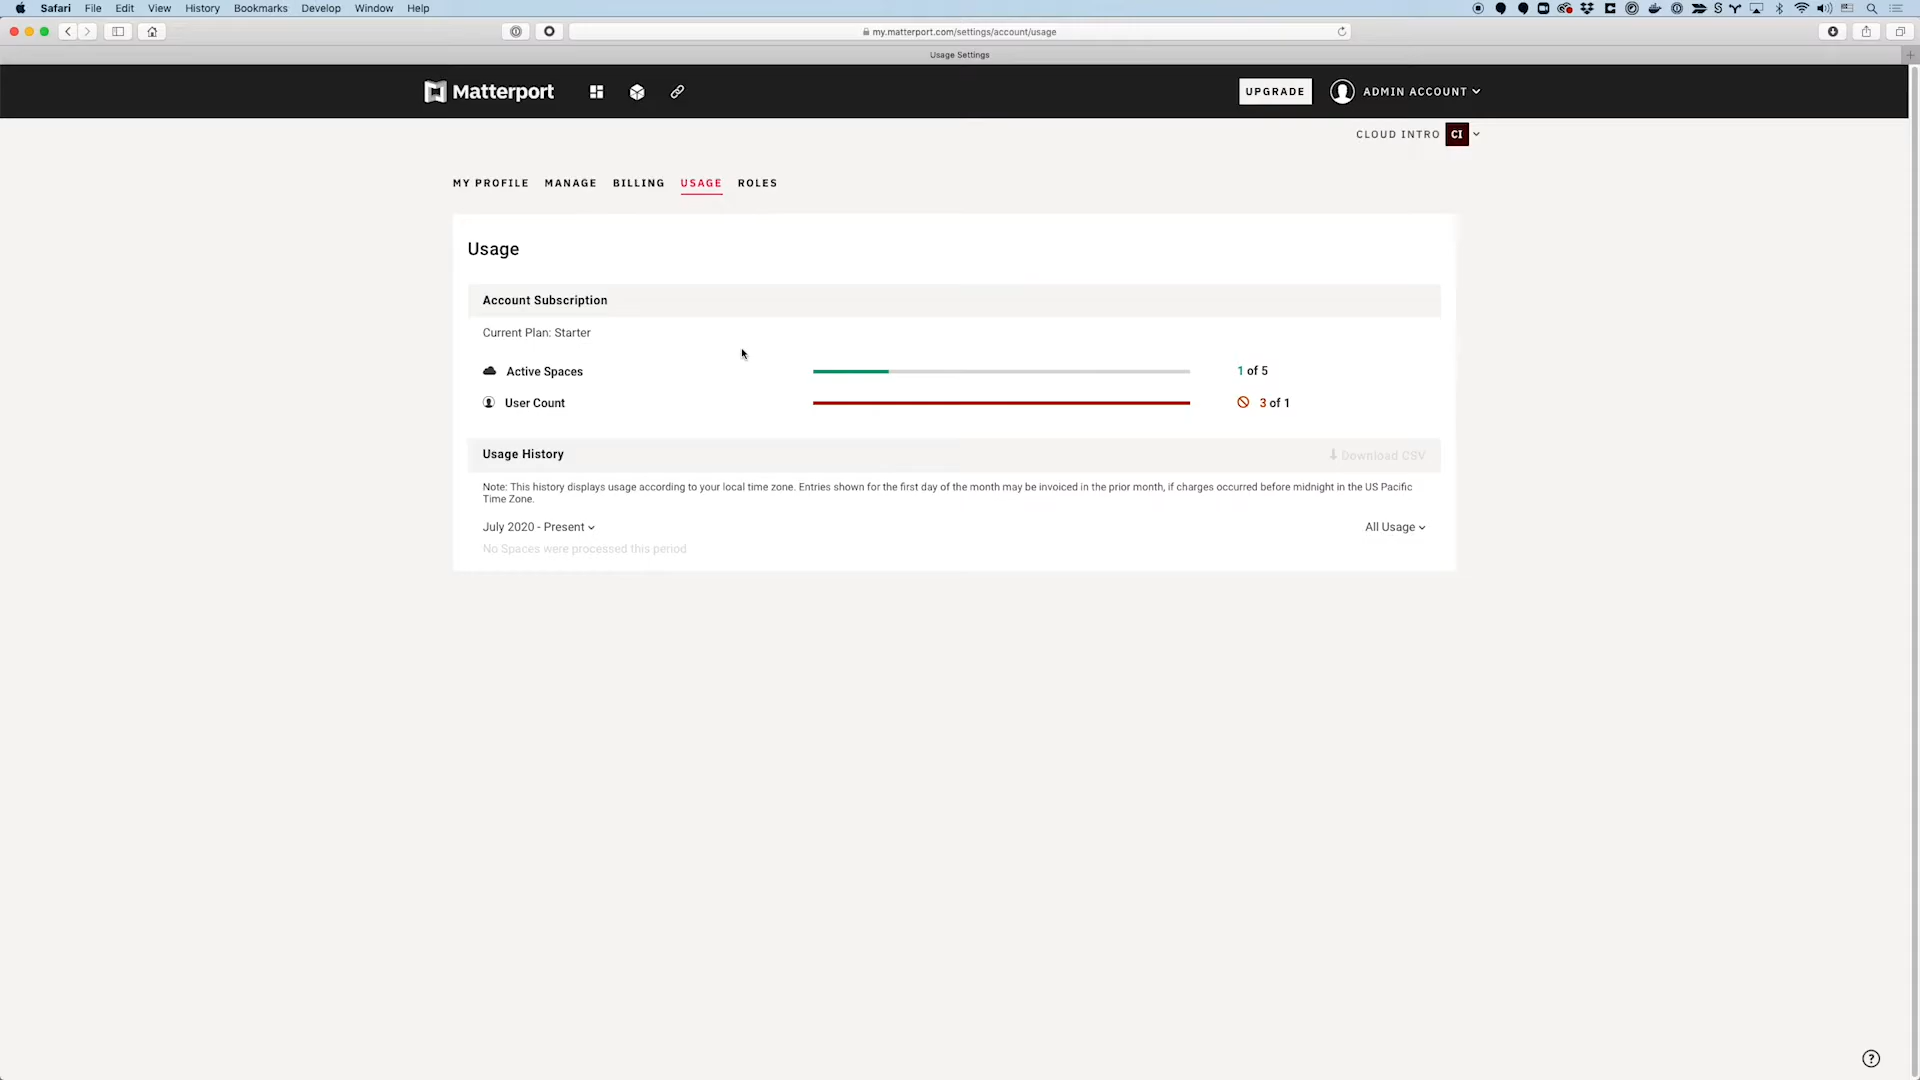 Safari File Edit View History Bookmarks Develop Window Help
my.matterport.com/settings/account/usage
Usage Settings
Matterport
UPGRADE
ADMIN ACCOUNT
CLOUD INTRO CI
MY PROFILE MANAGE BILLING USAGE ROLES
Usage
Account Subscription
Current Plan: Starter
Active Spaces 1 of 5
User Count 3 of 1
Usage History Download CSV
Note: This history displays usage according to your local time zone. Entries shown for the first day of the month may be invoiced in the prior month, if charges occurred before midnight in the US Pacific
Time Zone.
July 2020 - Present All Usage
No Spaces were processed this period